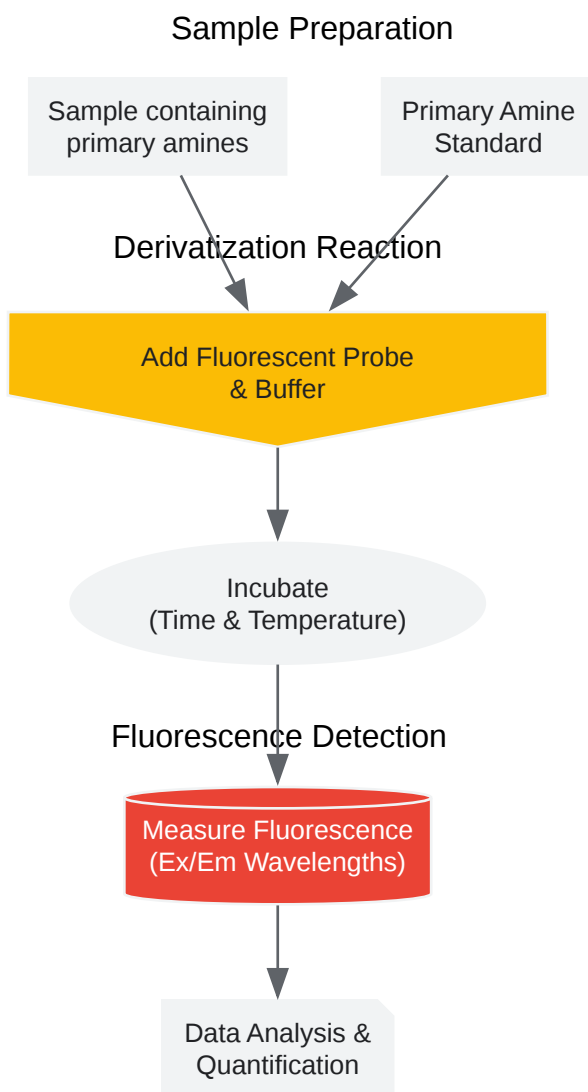 Sample Preparation
Sample containing
primary amines
Primary Amine
Standard
Derivatization Reaction
Add Fluorescent Probe
& Buffer
Incubate
(Time & Temperature)
Fluorescence Detection
Measure Fluorescence
(Ex/Em Wavelengths)
Data Analysis &
Quantification